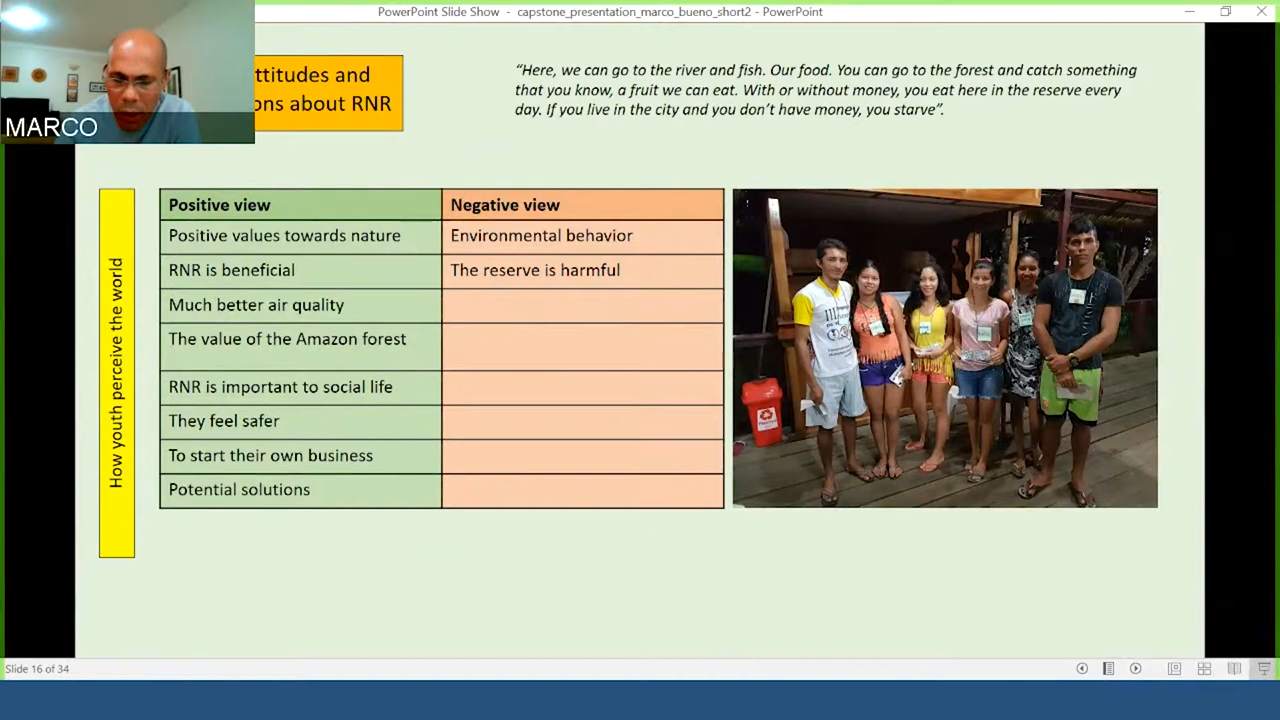 PowerPoint Slide Show - capstone_presentation_marco_bueno_short2 - PowerPoint
ttitudes and
ons about RNR
MARCO
“Here, we can go to the river and fish. Our food. You can go to the forest and catch something
that you know, a fruit we can eat. With or without money, you eat here in the reserve every
day. If you live in the city and you don’t have money, you starve”.
How youth perceive the world
Positive view
Negative view
Positive values towards nature
Environmental behavior
RNR is beneficial
The reserve is harmful
Much better air quality
The value of the Amazon forest
RNR is important to social life
They feel safer
To start their own business
Potential solutions
III
Slide 16 of 34